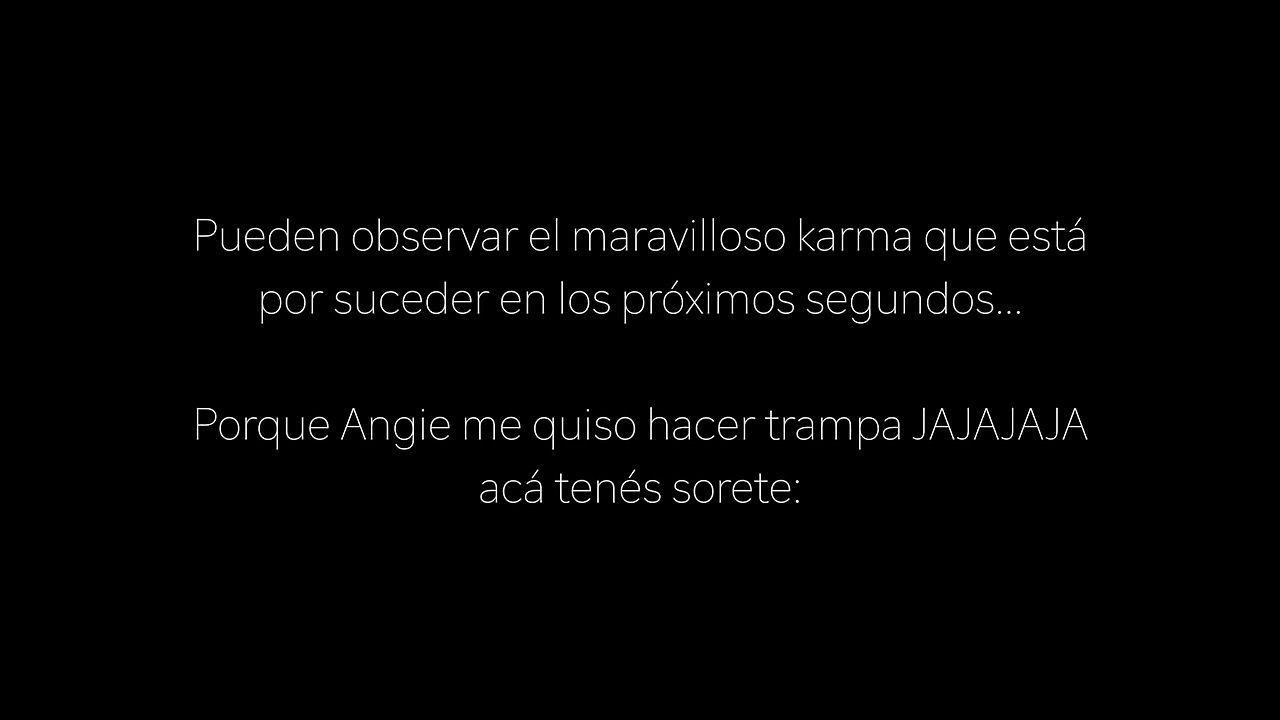 Pueden observar el maravilloso karma que está
por suceder en los próximos segundos...
Porque Angie me quiso hacer trampa JAJAJAJA
acá tenés sorete: